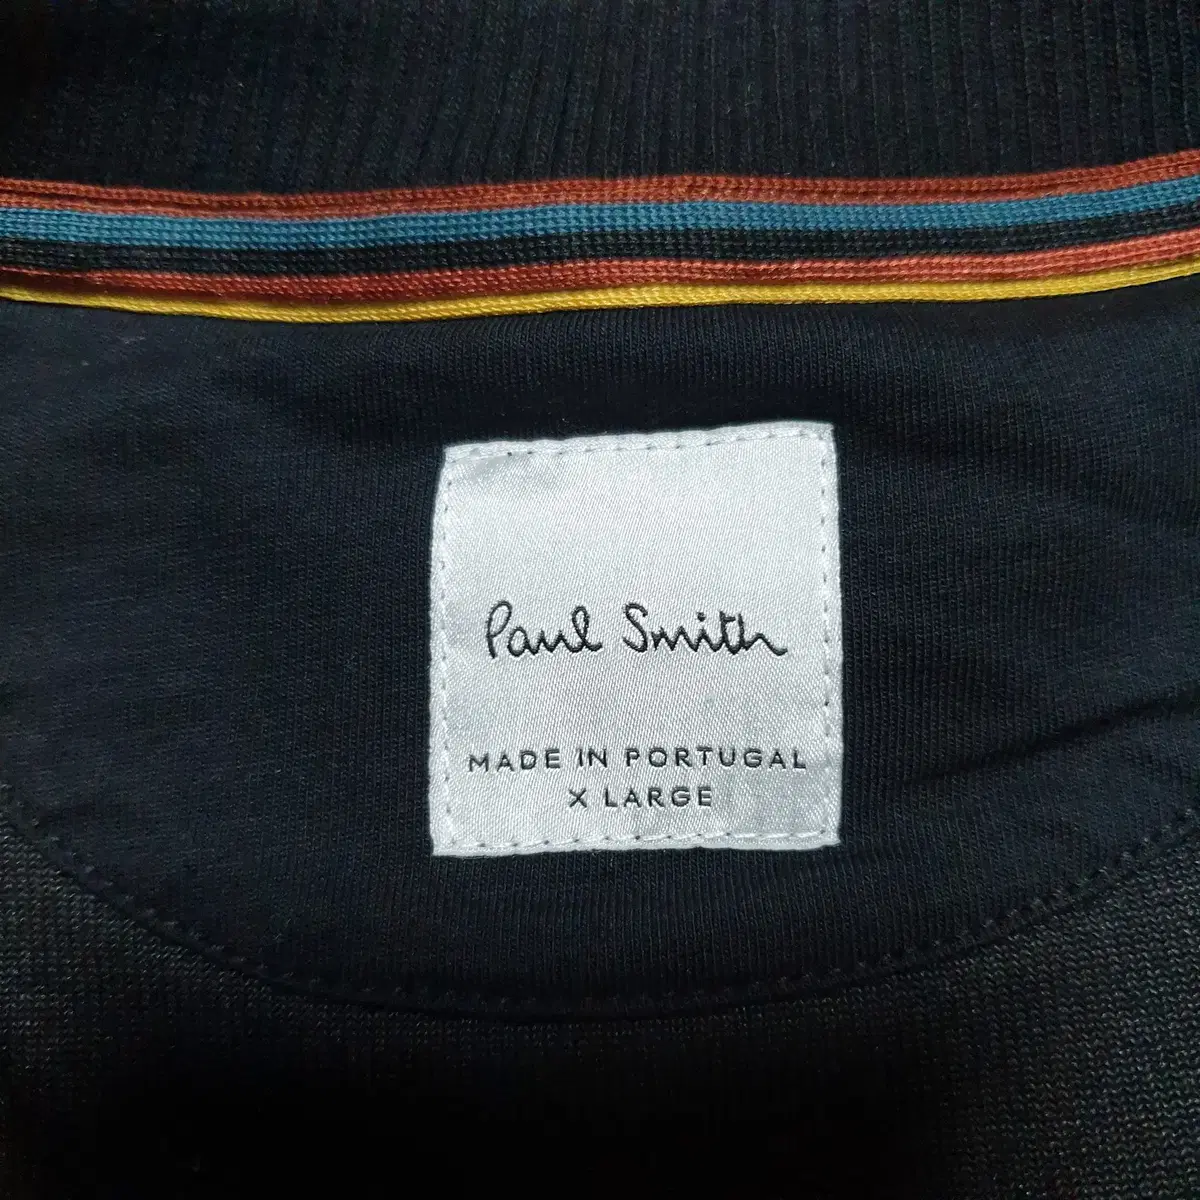 Paul Smith
MADE IN PORTUGAL
X LARGE